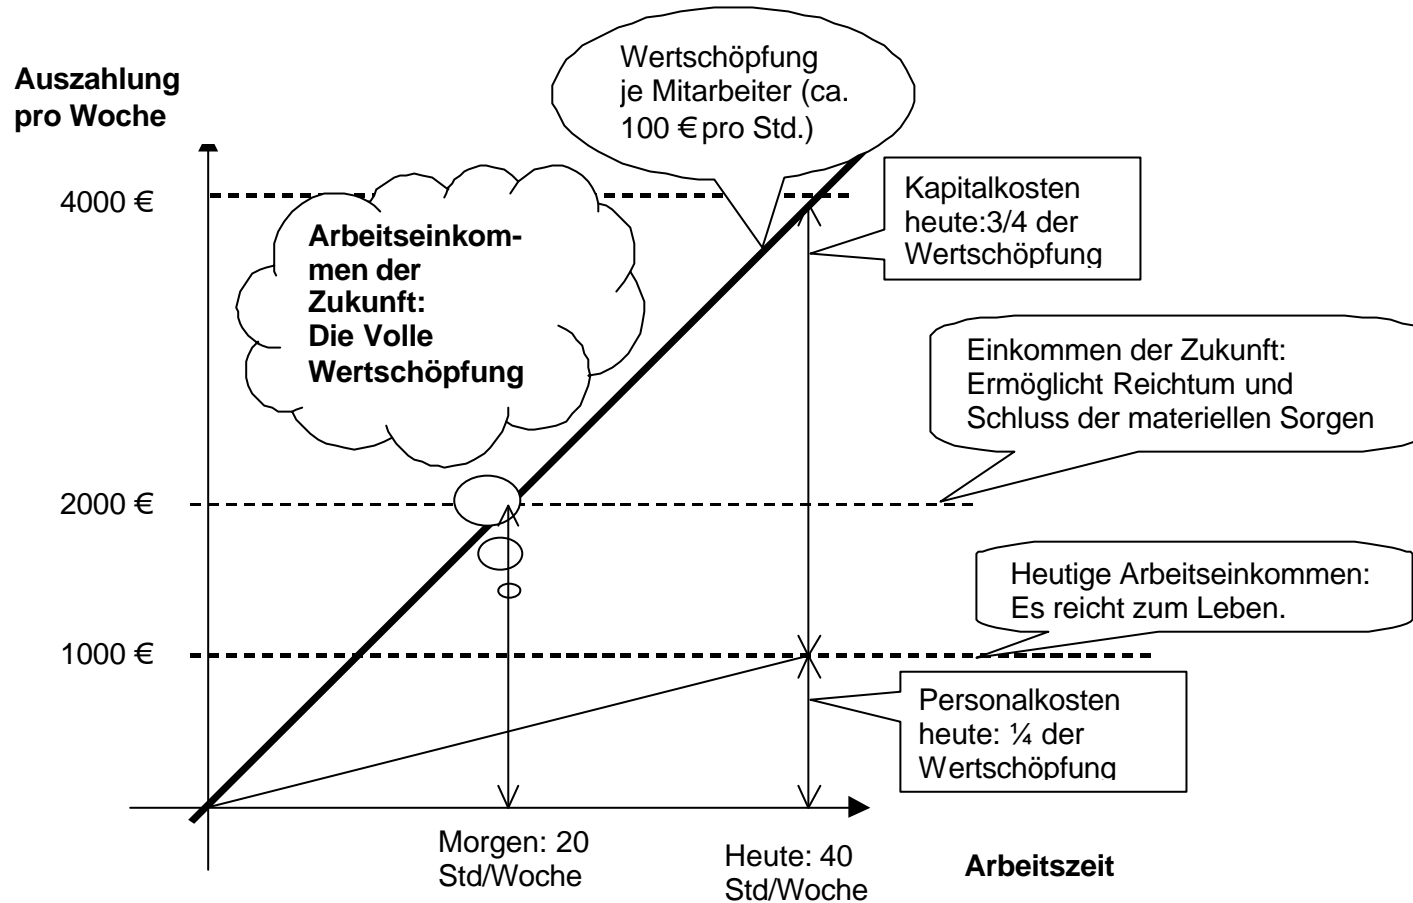 Auszahlung
pro Woche
Wertschöpfung
je Mitarbeiter (ca.
100 € pro Std.)
4000 €
Kapitalkosten
heute:3/4 der
Wertschöpfung
Arbeitseinkom-
men der
Zukunft:
Die Volle
Wertschöpfung
Einkommen der Zukunft:
Ermöglicht Reichtum und
Schluss der materiellen Sorgen
2000 €
Heutige Arbeitseinkommen:
Es reicht zum Leben.
1000 €
Personalkosten
heute: ¼ der
Wertschöpfung
Morgen: 20
Std/Woche
Heute: 40
Std/Woche
Arbeitszeit